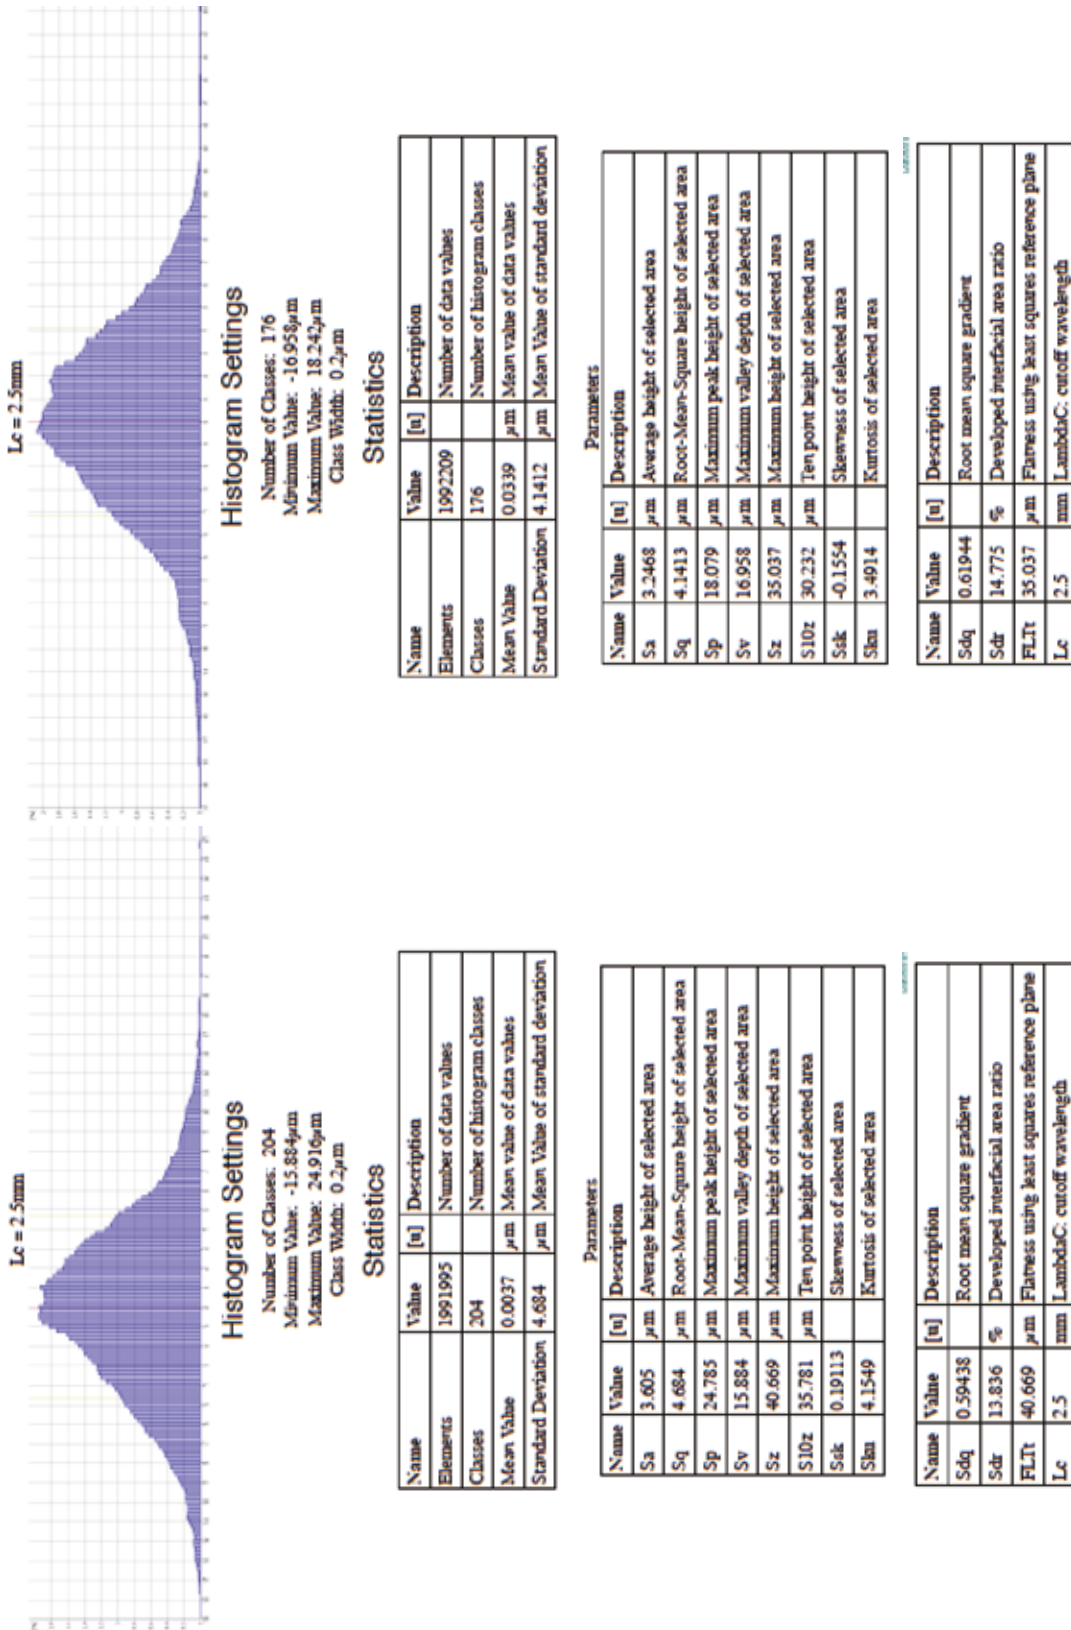 Lc = 2.5mm
Histogram Settings
Number of Classes: 204
Minimum Value: -15.884µm
Maximum Value: 24.916µm
Class Width: 0.2µm
Statistics
Name Value [u] Description
Elements 1991995 Number of data values
Classes 204 Number of histogram classes
Mean Value 0.0037 µm Mean value of data values
Standard Deviation 4.684 µm Mean Value of standard deviation
Parameters
Name Value [u] Description
Sa 3.605 µm Average height of selected area
Sq 4.684 µm Root-Mean-Square height of selected area
Sp 24.785 µm Maximum peak height of selected area
Sv 15.884 µm Maximum valley depth of selected area
Sz 40.669 µm Maximum height of selected area
S10z 35.781 µm Ten point height of selected area
Ssk 0.19113 Skewness of selected area
Sku 4.1549 Kurtosis of selected area
Name Value [u] Description
Sdq 0.59438 Root mean square gradient
Sdr 13.836 % Developed interfacial area ratio
FLTt 40.669 µm Flatness using least squares reference plane
Lc 2.5 mm LambdaC: cutoff wavelength
Lc = 2.5mm
Histogram Settings
Number of Classes: 176
Minimum Value: -16.958µm
Maximum Value: 18.242µm
Class Width: 0.2µm
Statistics
Name Value [u] Description
Elements 1992209 Number of data values
Classes 176 Number of histogram classes
Mean Value 0.0339 µm Mean value of data values
Standard Deviation 4.1412 µm Mean Value of standard deviation
Parameters
Name Value [u] Description
Sa 3.2468 µm Average height of selected area
Sq 4.1413 µm Root-Mean-Square height of selected area
Sp 18.079 µm Maximum peak height of selected area
Sv 16.958 µm Maximum valley depth of selected area
Sz 35.037 µm Maximum height of selected area
S10z 30.232 µm Ten point height of selected area
Ssk -0.1554 Skewness of selected area
Sku 3.4914 Kurtosis of selected area
Name Value [u] Description
Sdq 0.61944 Root mean square gradient
Sdr 14.775 % Developed interfacial area ratio
FLTt 35.037 µm Flatness using least squares reference plane
Lc 2.5 mm LambdaC: cutoff wavelength